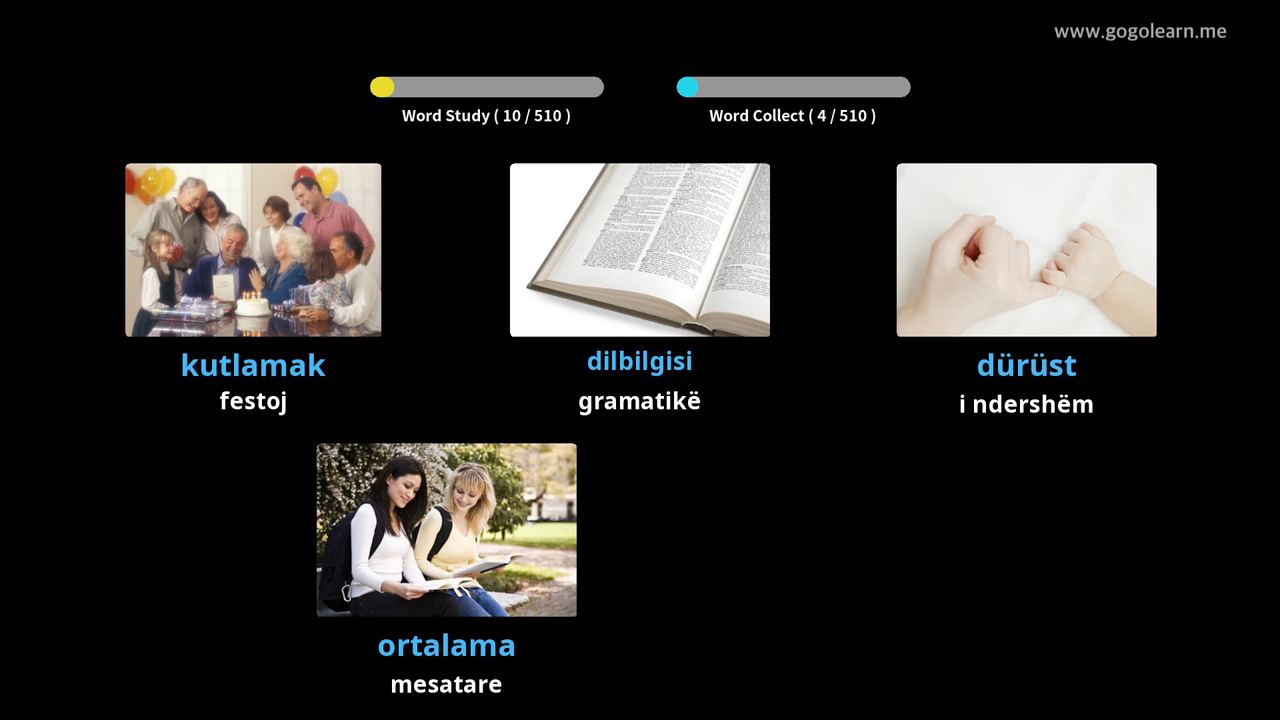 www.gogolearn.me
Word Study ( 10 / 510 )
Word Collect ( 4 / 510 )
kutlamak
festoj
dilbilgisi
gramatikë
dürüst
i ndershëm
ortalama
mesatare